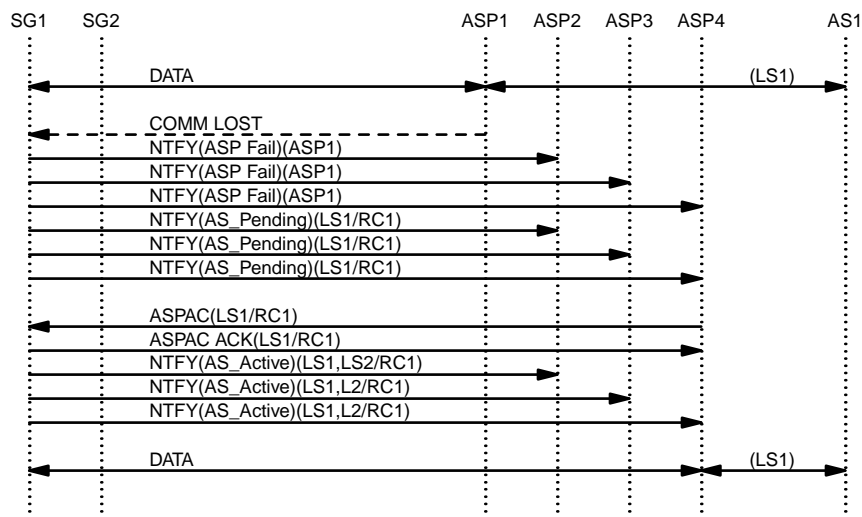 SG1 SG2 ASP1 ASP2 ASP3 ASP4 AS1
DATA (LS1)
COMM LOST
NTFY(ASP Fail)(ASP1)
NTFY(ASP Fail)(ASP1)
NTFY(ASP Fail)(ASP1)
NTFY(AS_Pending)(LS1/RC1)
NTFY(AS_Pending)(LS1/RC1)
NTFY(AS_Pending)(LS1/RC1)
ASPAC(LS1/RC1)
ASPAC ACK(LS1/RC1)
NTFY(AS_Active)(LS1,LS2/RC1)
NTFY(AS_Active)(LS1,L2/RC1)
NTFY(AS_Active)(LS1,L2/RC1)
DATA (LS1)